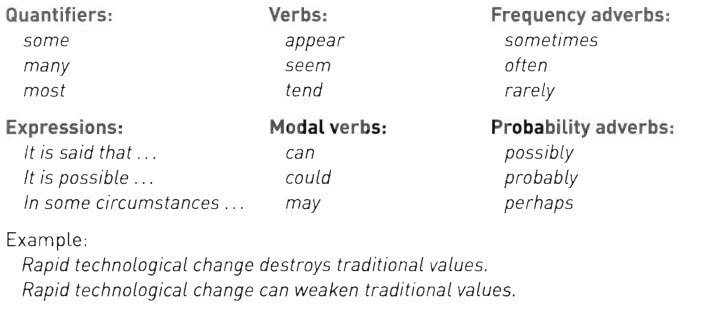 Quantifiers: Verbs: Frequency adverbs:
some appear sometimes
many seem often
most tend rarely
Expressions: Modal verbs: Probability adverbs:
It is said that ... can possibly
It is possible ... could probably
In some circumstances ... may perhaps
Example:
Rapid technological change destroys traditional values.
Rapid technological change can weaken traditional values.